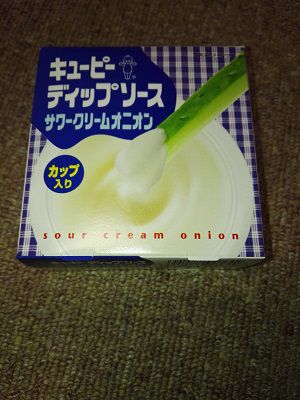 キューピー
ディップソース
サワークリームオニオン
カップ
入り
sour cream onion